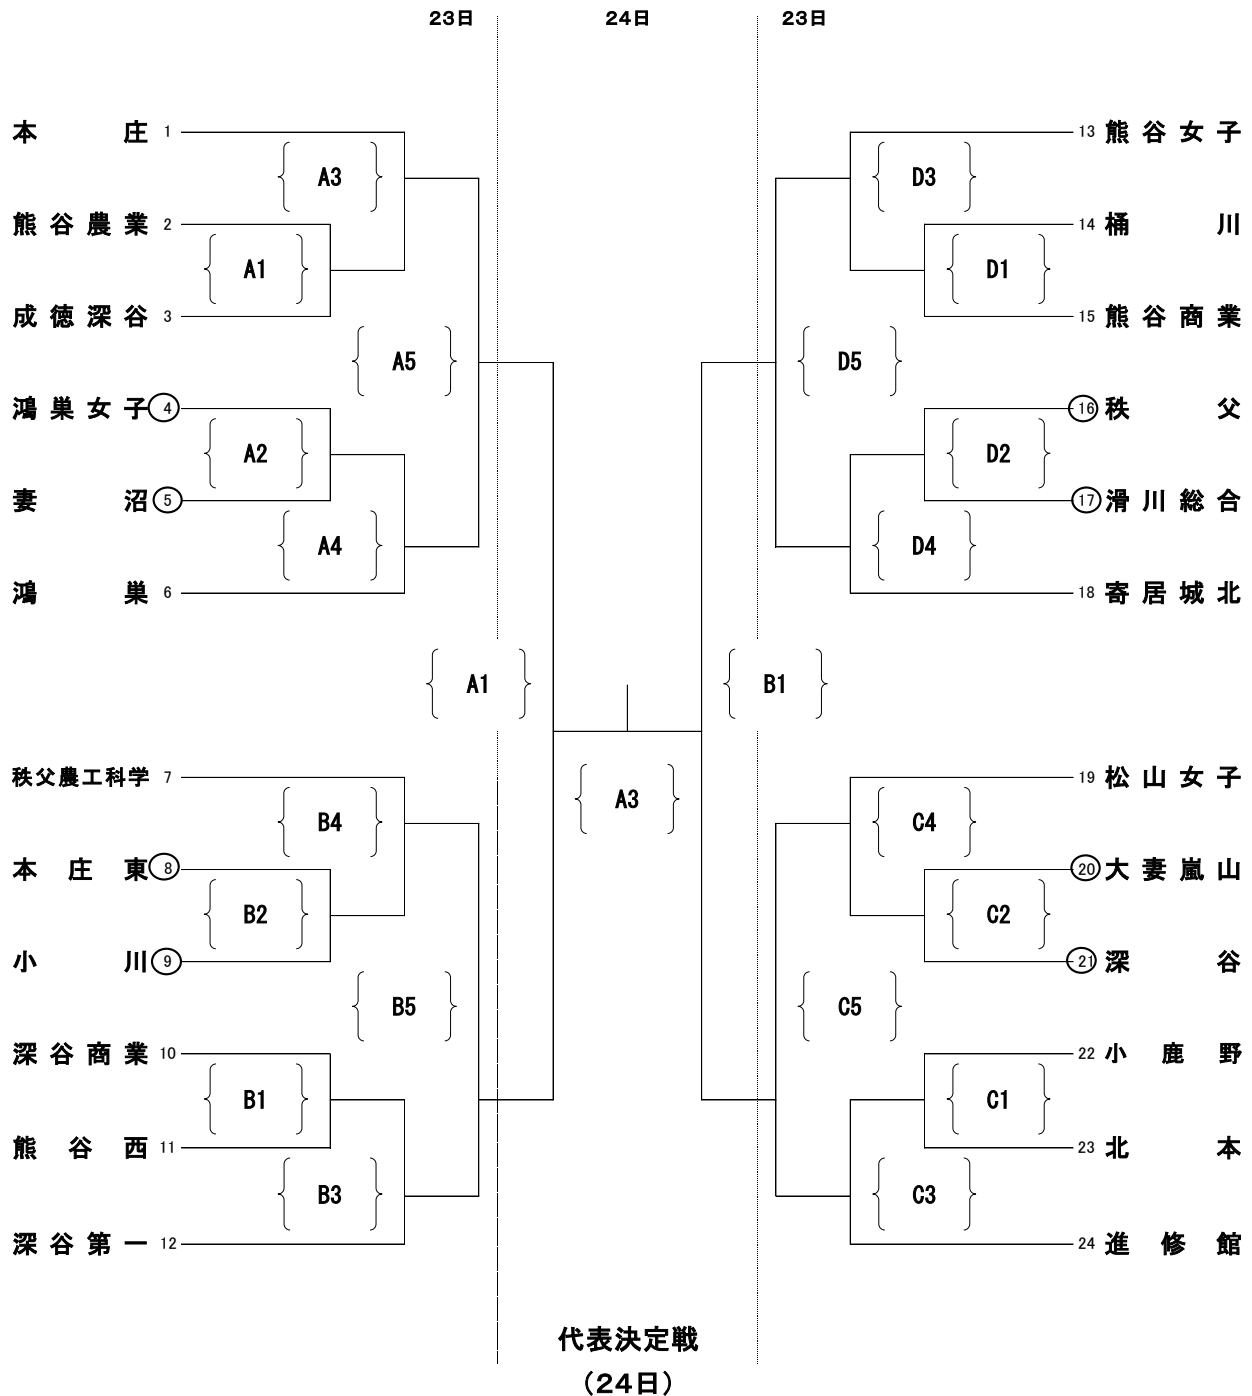 23日 24日 23日
本庄 1
13 熊谷女子
A3
D3
熊谷農業 2
14 桶川
A1
D1
成徳深谷 3
15 熊谷商業
A5
D5
鴻巣女子 4
16 秩父
A2
D2
妻沼 5
17 滑川総合
A4
D4
鴻巣 6
18 寄居城北
A1
B1
秩父農工科学 7
19 松山女子
A3
B4
C4
本庄東 8
20 大妻嵐山
B2
C2
小川 9
21 深谷
B5
C5
深谷商業 10
22 小鹿野
B1
C1
熊谷西 11
23 北本
B3
C3
深谷第一 12
24 進修館
代表決定戦
(24日)